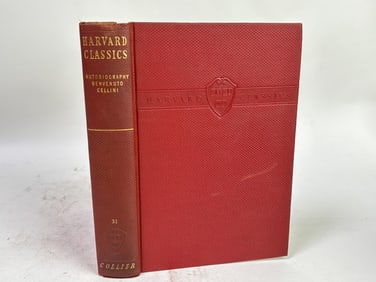 HARVARD
CLASSICS
AUTOBIOGRAPHY
BENVENUTO
CELLINI
31
COLLIER
HARVARD CLASSICS